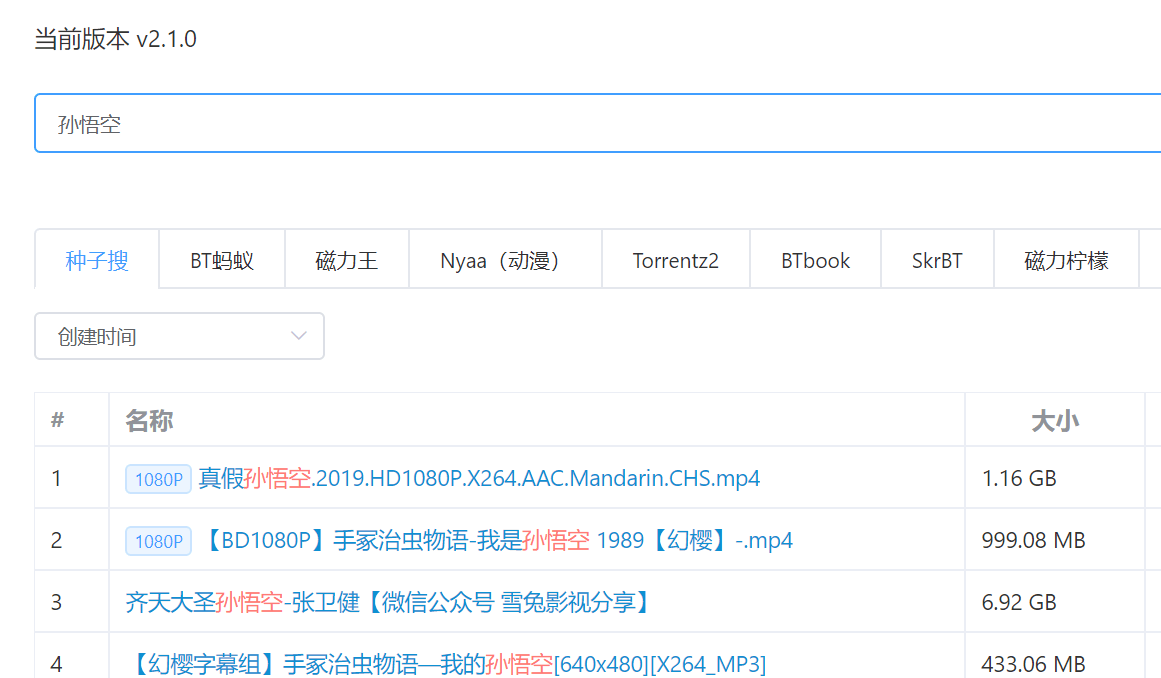 当前版本 v2.1.0
孙悟空
种子搜 BT蚂蚁 磁力王 Nyaa（动漫） Torrentz2 BTbook SkrBT 磁力柠檬
创建时间
# 名称 大小
1 1080P 真假孙悟空.2019.HD1080P.X264.AAC.Mandarin.CHS.mp4 1.16 GB
2 1080P 【BD1080P】手冢治虫物语-我是孙悟空 1989【幻樱】-.mp4 999.08 MB
3 齐天大圣孙悟空-张卫健【微信公众号 雪兔影视分享】 6.92 GB
4 【幻樱字幕组】手冢治虫物语—我的孙悟空[640x480][X264_MP3] 433.06 MB